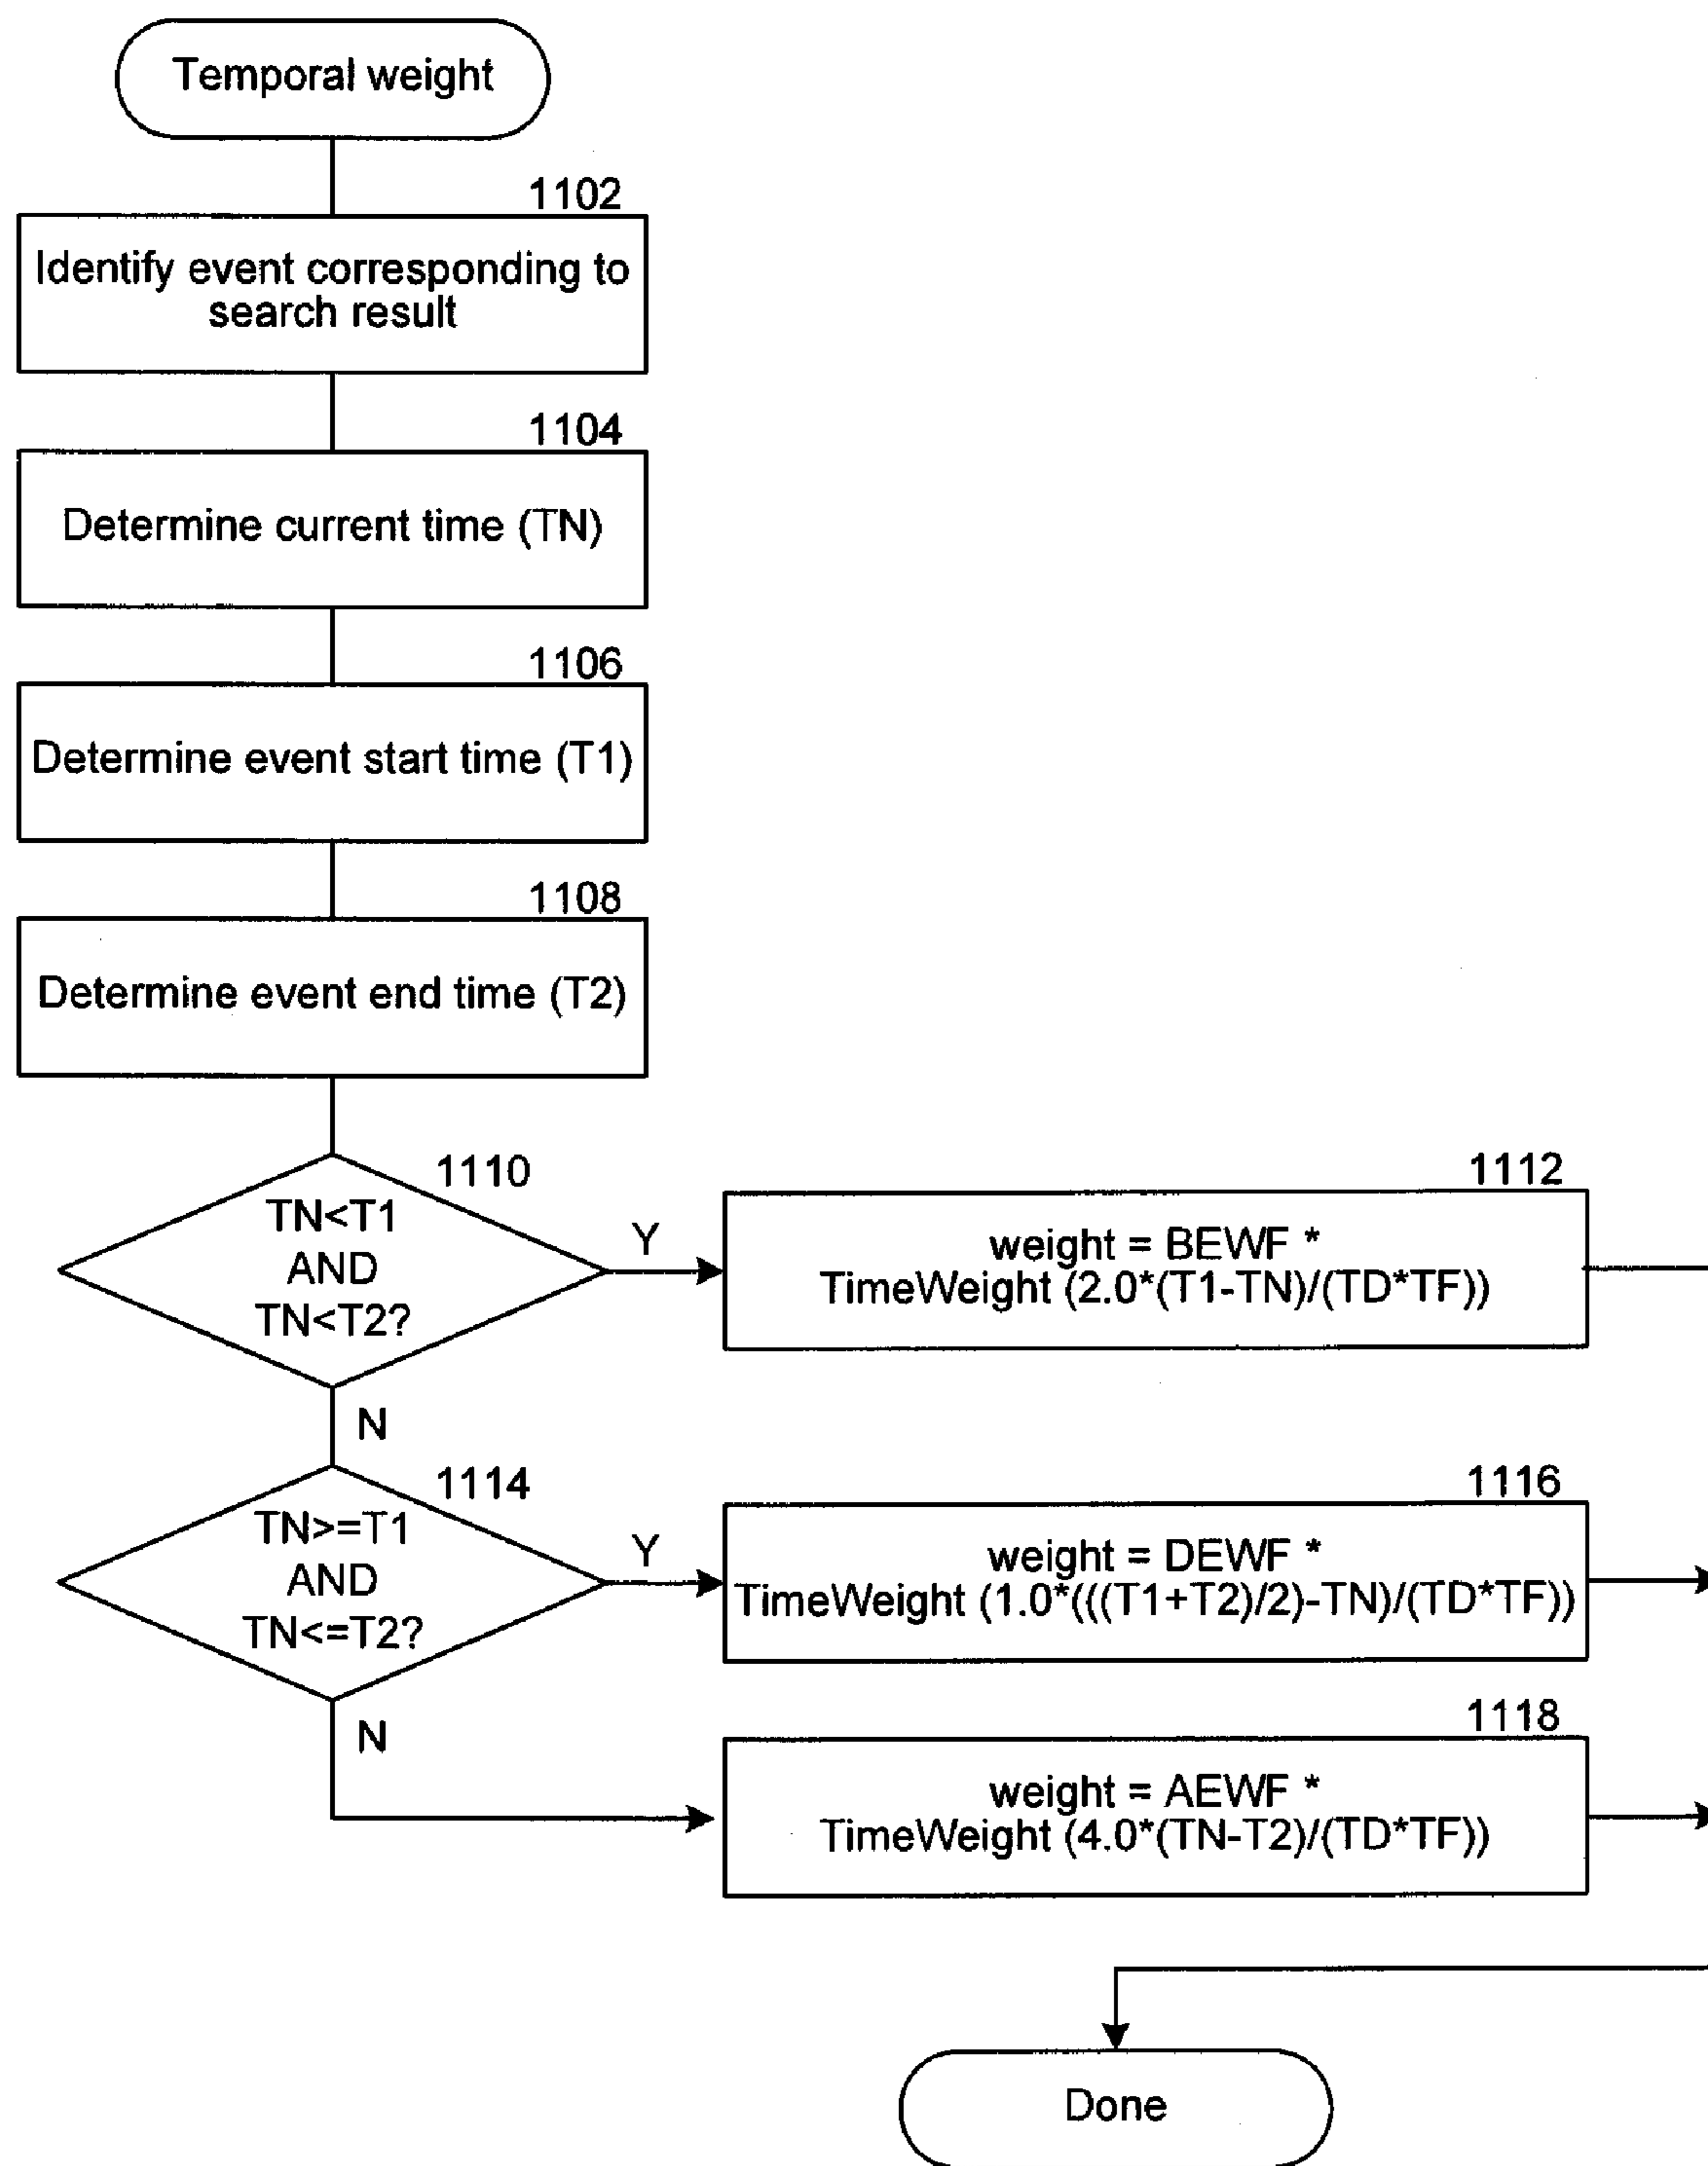 Temporal weight
1102
Identify event corresponding to
search result
1104
Determine current time (TN)
1106
Determine event start time (T1)
1108
Determine event end time (T2)
1110
TN<T1
AND
TN<T2?
Y
1112
weight = BEWF *
TimeWeight (2.0*(T1-TN)/(TD*TF))
N
1114
TN>=T1
AND
TN<=T2?
Y
1116
weight = DEWF *
TimeWeight (1.0*(((T1+T2)/2)-TN)/(TD*TF))
N
1118
weight = AEWF *
TimeWeight (4.0*(TN-T2)/(TD*TF))
Done